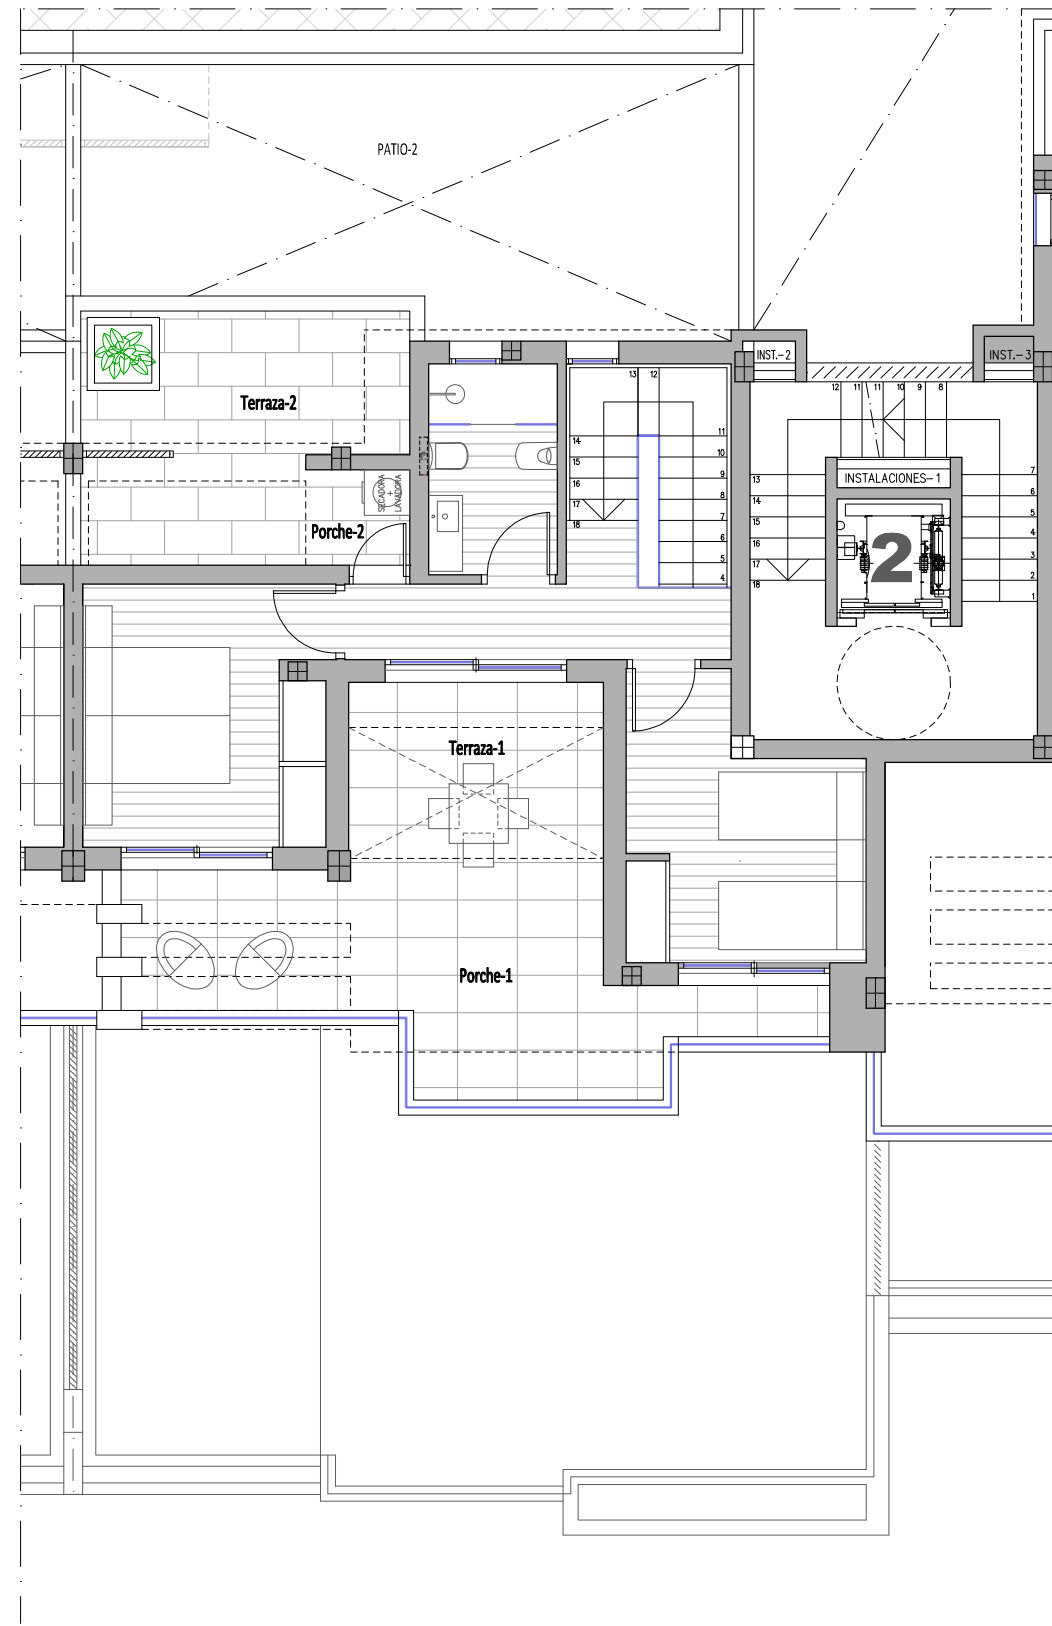 PATIO-2
INST.-2
INST.-3
13 12
12 11 11 10 9 8
Terraza-2
14
15
16
17
18
11
10
9
8
7
6
5
4
SECADORA
+
LAVADORA
Porche-2
INSTALACIONES-1
2
13
14
15
16
17
18
7
6
5
4
3
2
1
Terraza-1
Porche-1